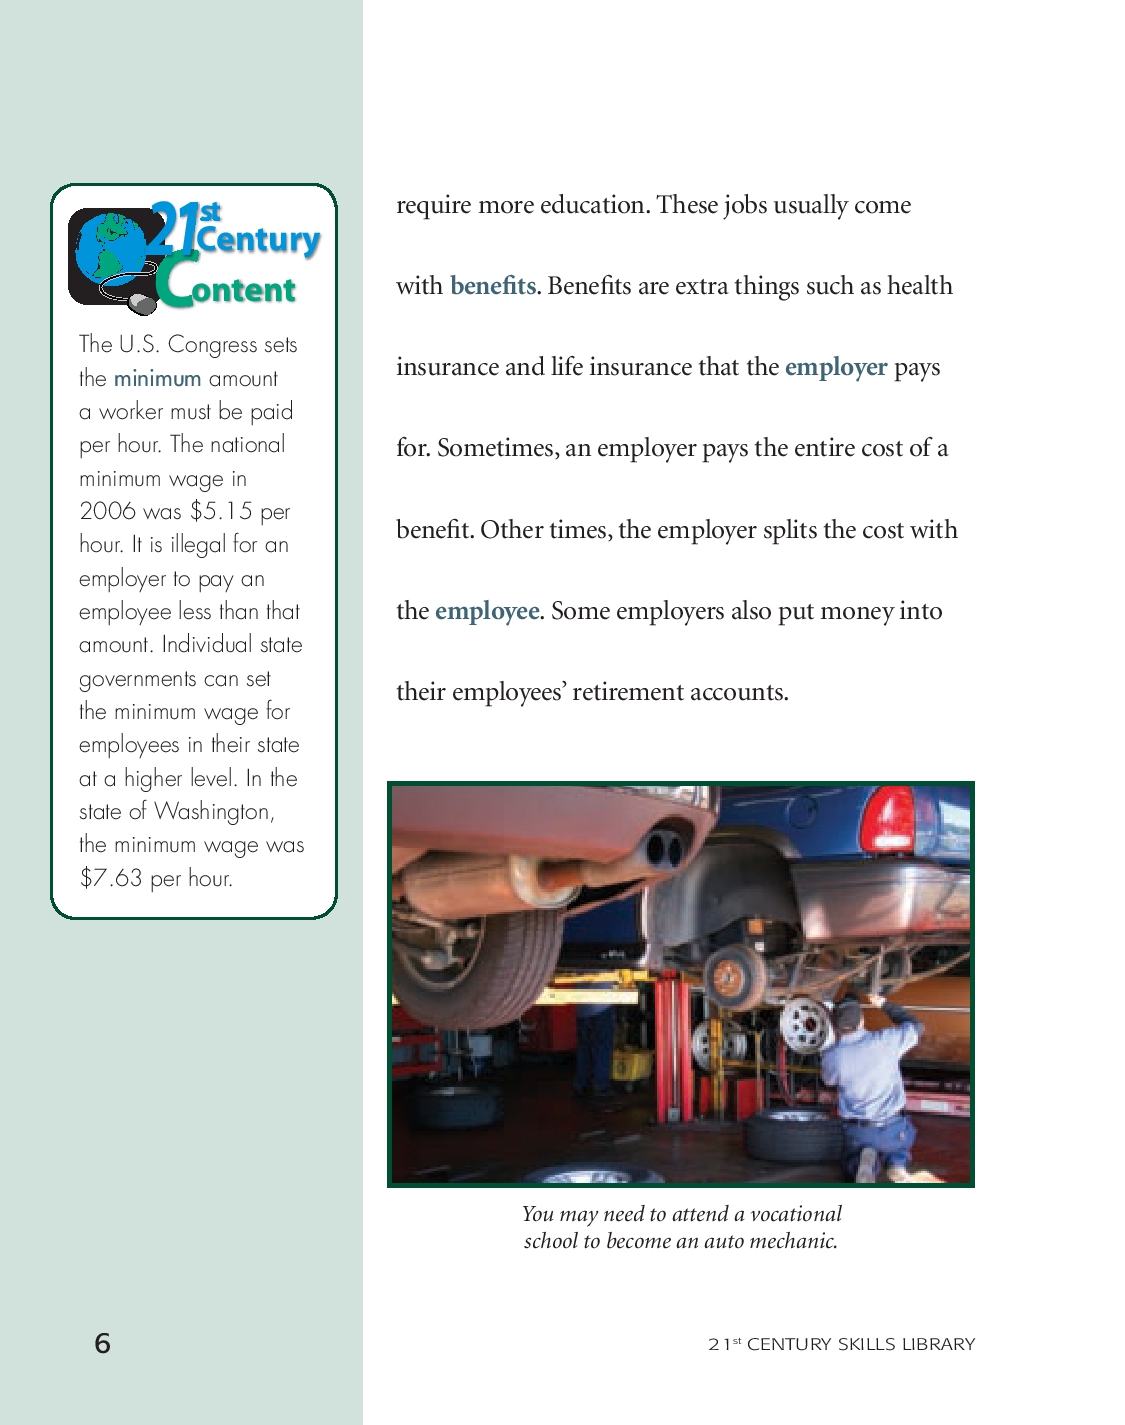 21st
Century
Content
The U.S. Congress sets
the minimum amount
a worker must be paid
per hour. The national
minimum wage in
2006 was $5.15 per
hour. It is illegal for an
employer to pay an
employee less than that
amount. Individual state
governments can set
the minimum wage for
employees in their state
at a higher level. In the
state of Washington,
the minimum wage was
$7.63 per hour.
require more education. These jobs usually come
with benefits. Benefits are extra things such as health
insurance and life insurance that the employer pays
for. Sometimes, an employer pays the entire cost of a
benefit. Other times, the employer splits the cost with
the employee. Some employers also put money into
their employees’ retirement accounts.
You may need to attend a vocational
school to become an auto mechanic.
6
21st CENTURY SKILLS LIBRARY